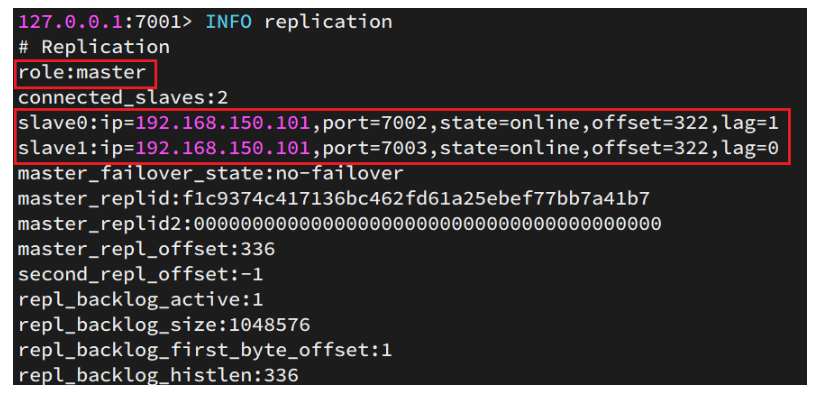 127.0.0.1:7001> INFO replication
# Replication
role:master
connected_slaves:2
slave0:ip=192.168.150.101,port=7002,state=online,offset=322,lag=1
slave1:ip=192.168.150.101,port=7003,state=online,offset=322,lag=0
master_failover_state:no-failover
master_replid:f1c9374c417136bc462fd61a25ebef77bb7a41b7
master_replid2:0000000000000000000000000000000000000000
master_repl_offset:336
second_repl_offset:-1
repl_backlog_active:1
repl_backlog_size:1048576
repl_backlog_first_byte_offset:1
repl_backlog_histlen:336